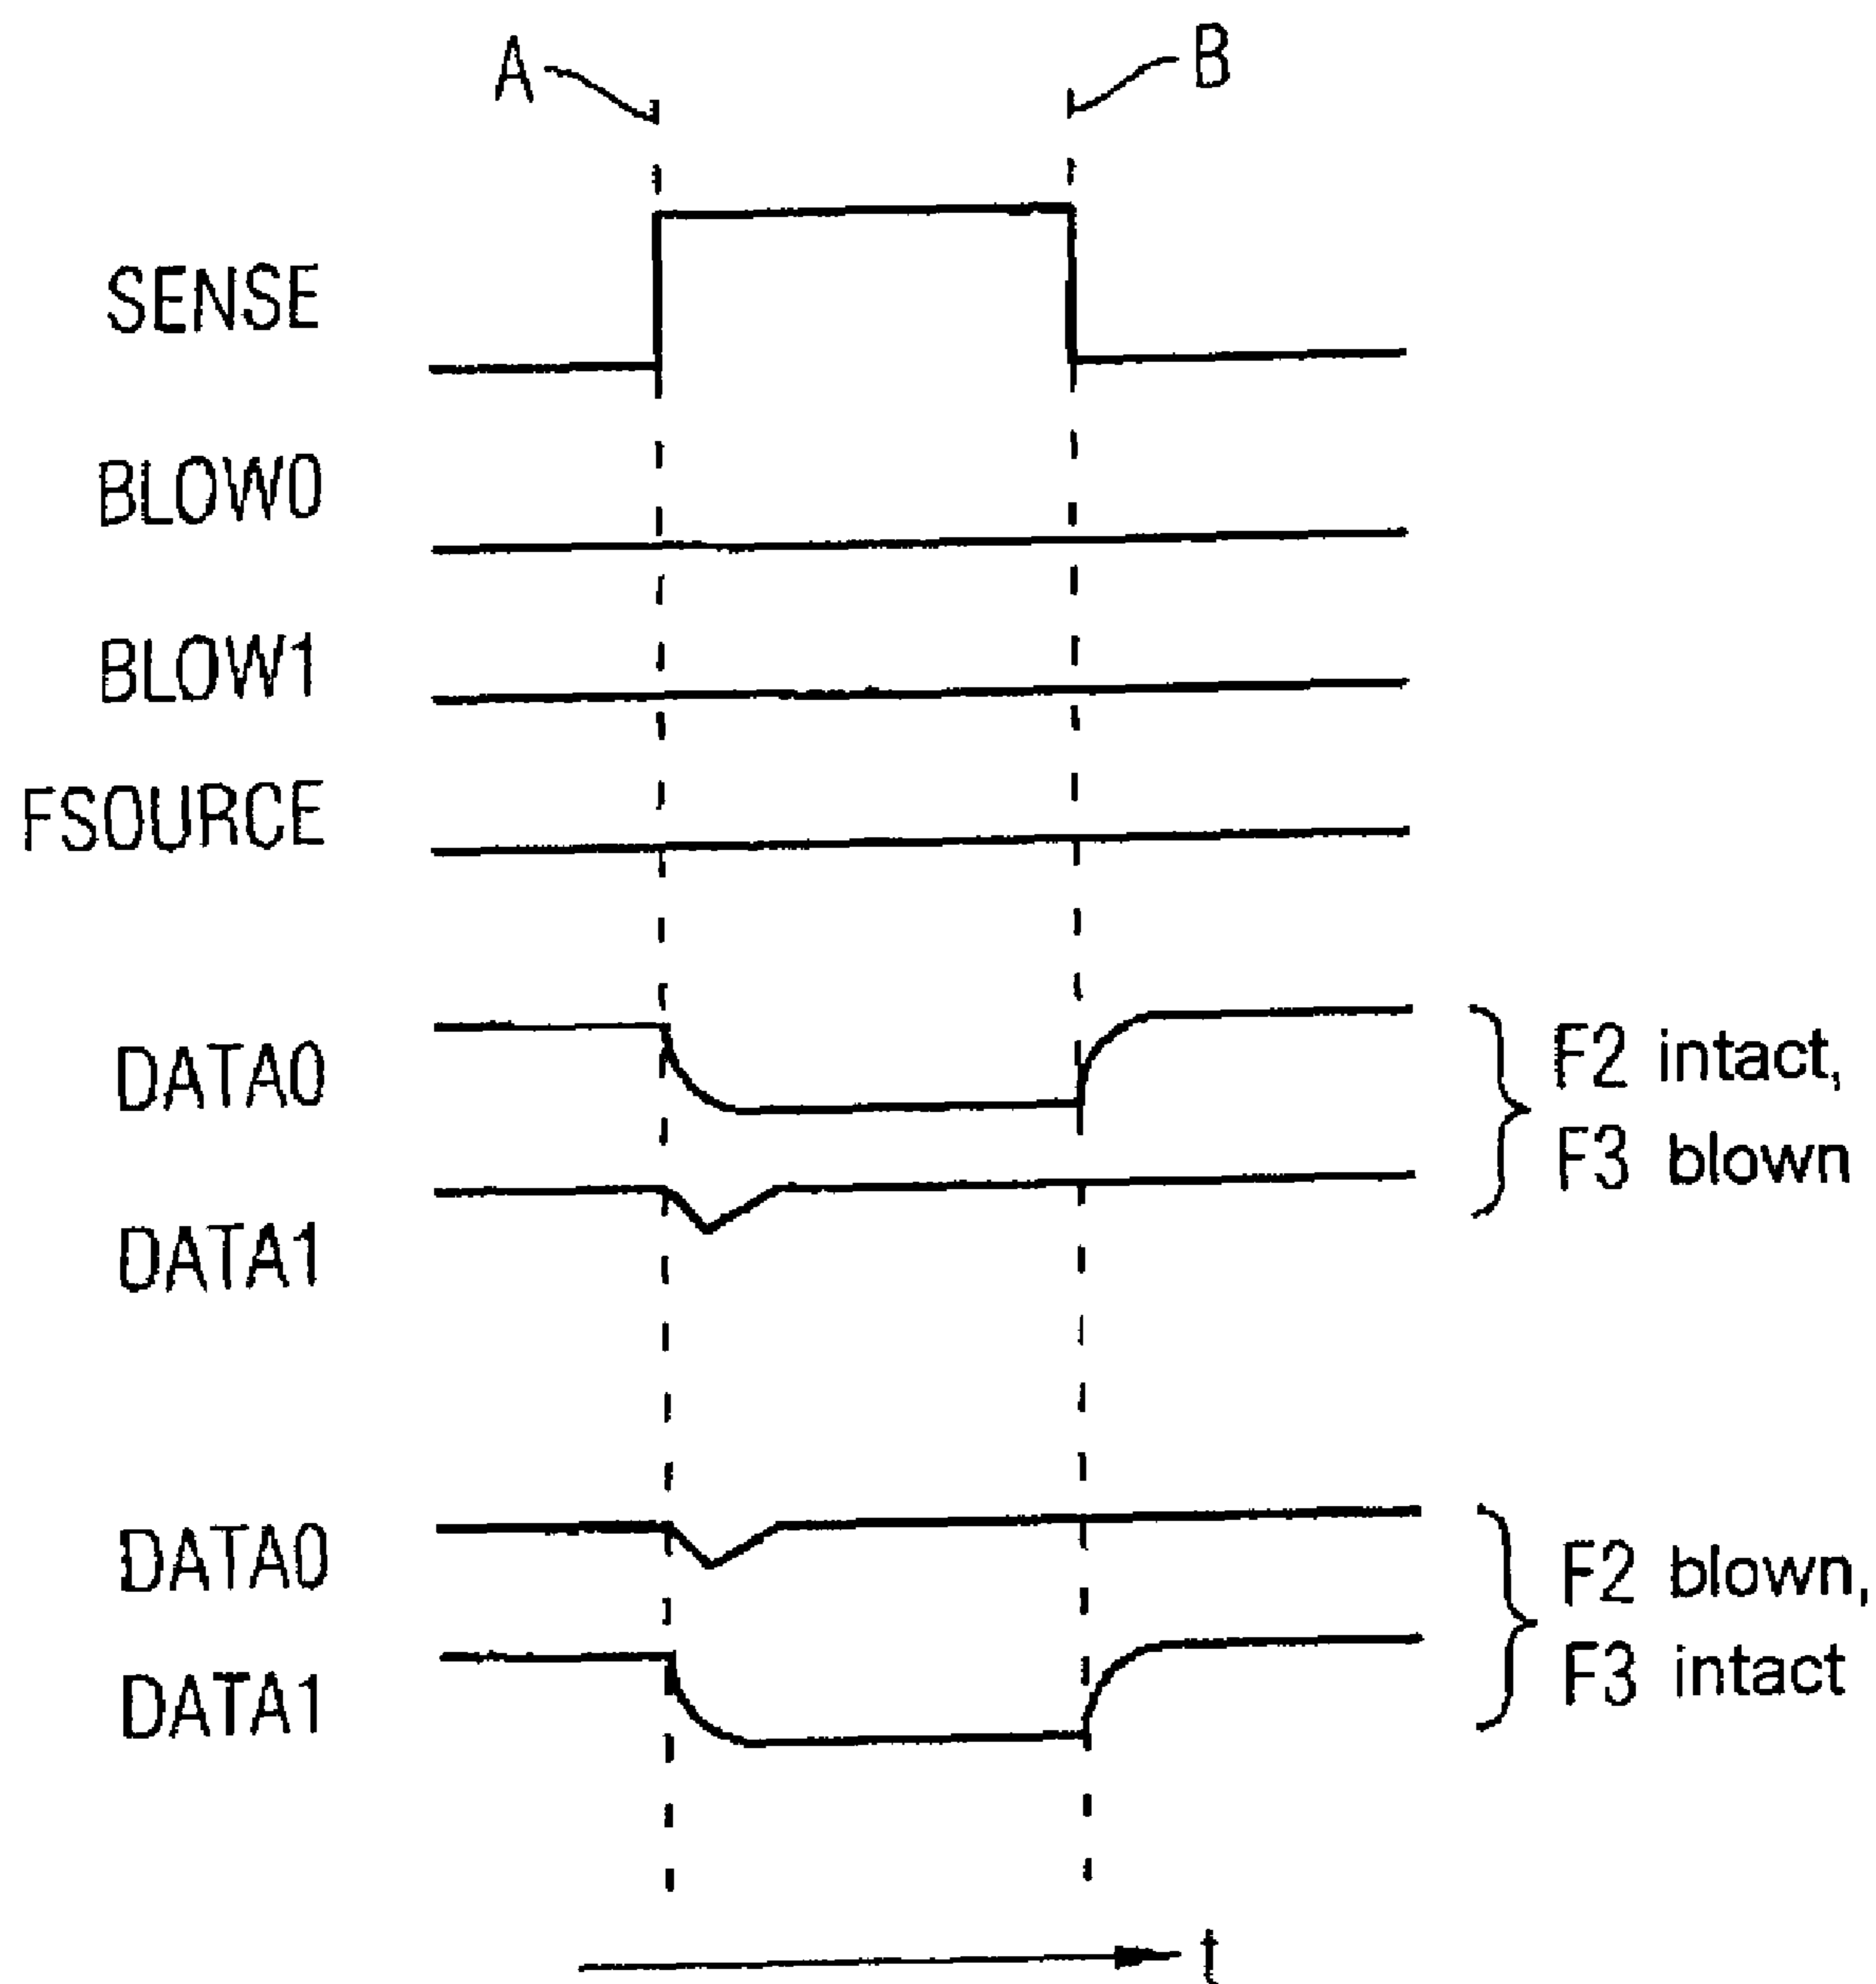 A
B
SENSE
BLOW0
BLOW1
FSOURCE
DATA0
F2 intact,
F3 blown
DATA1
DATA0
F2 blown,
F3 intact
DATA1
t